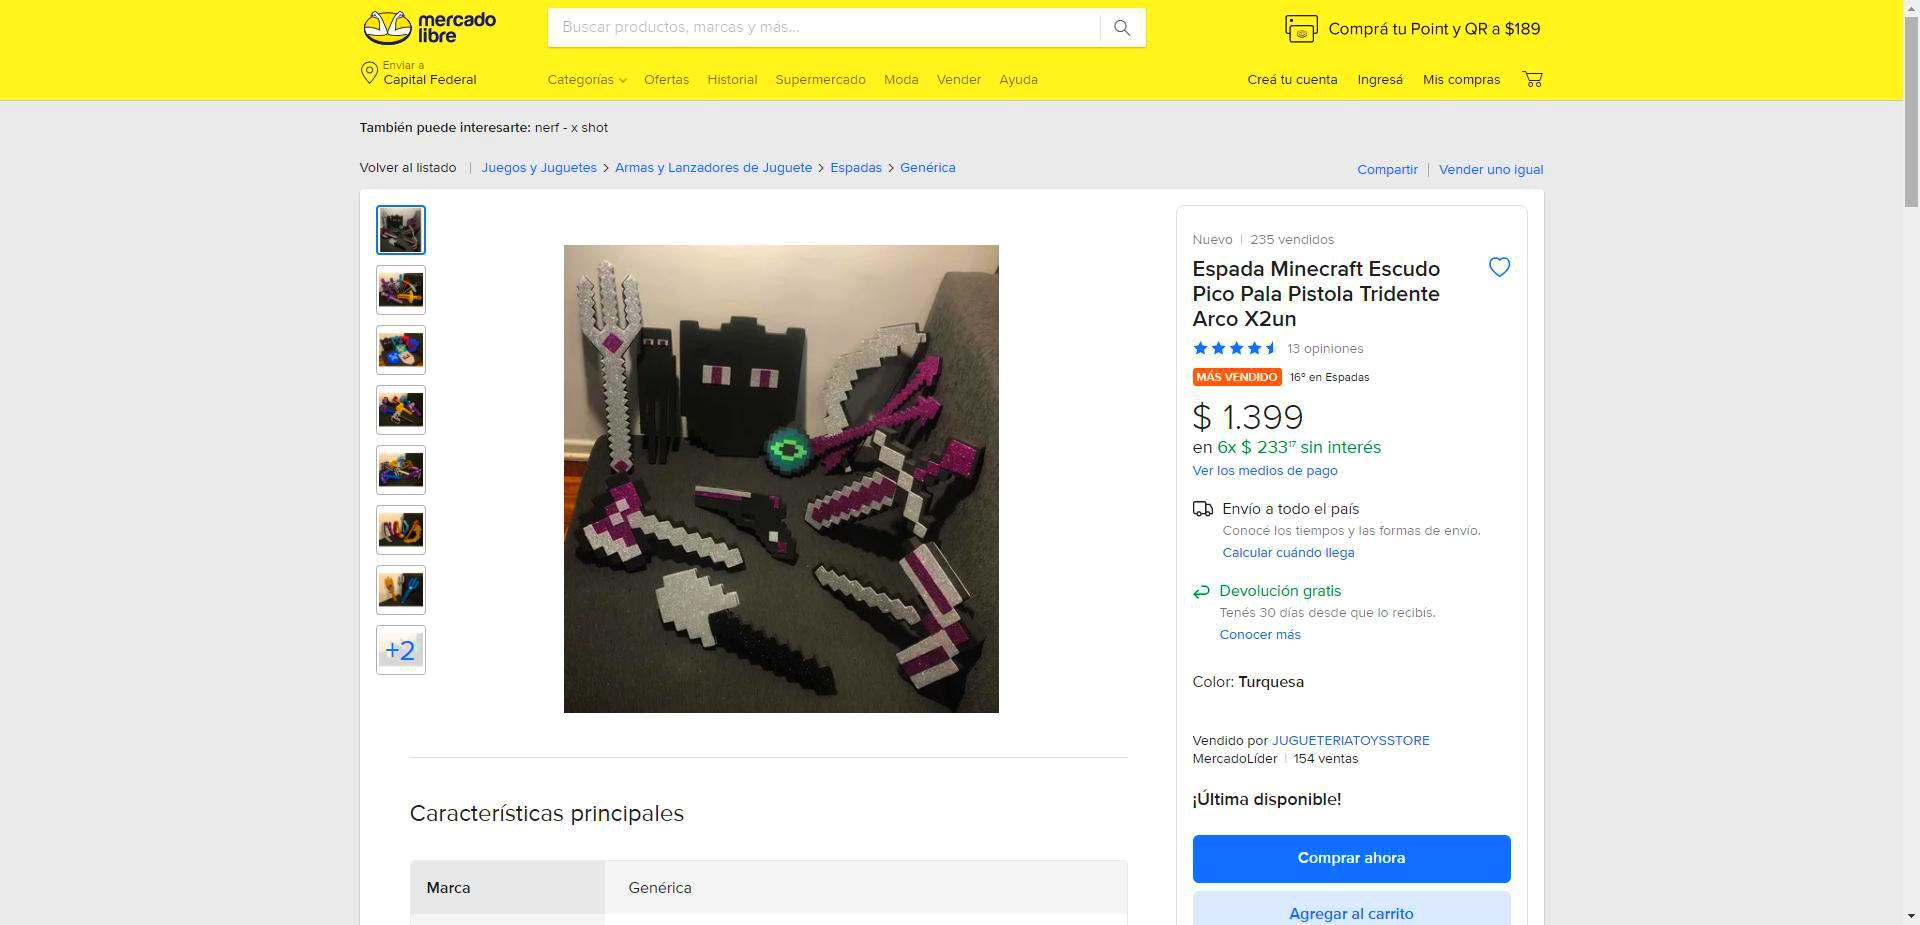 mercado
libre
Buscar productos, marcas y más...
Comprá tu Point y QR a $189
Enviar a
Capital Federal
Categorías
Ofertas
Historial
Supermercado
Moda
Vender
Ayuda
Creá tu cuenta
Ingresá
Mis compras
También puede interesarte: nerf - x shot
Volver al listado
Juegos y Juguetes > Armas y Lanzadores de Juguete > Espadas > Genérica
Compartir
Vender uno igual
+2
Nuevo | 235 vendidos
Espada Minecraft Escudo
Pico Pala Pistola Tridente
Arco X2un
13 opiniones
MÁS VENDIDO 16º en Espadas
$ 1.399
en 6x $ 233¹⁷ sin interés
Ver los medios de pago
Envío a todo el país
Conocé los tiempos y las formas de envío.
Calcular cuándo llega
Devolución gratis
Tenés 30 días desde que lo recibís.
Conocer más
Color: Turquesa
Vendido por JUGUETERIATOYSSTORE
MercadoLíder | 154 ventas
¡Última disponible!
Comprar ahora
Agregar al carrito
Características principales
Marca
Genérica